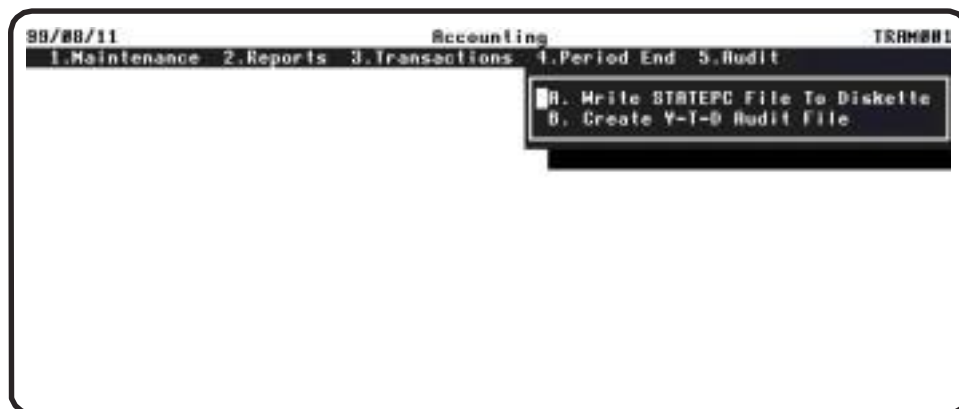 99/08/11 Accounting TRAM001
1.Maintenance 2.Reports 3.Transactions 4.Period End 5.Audit
A. Write STATEPC File To Diskette
B. Create Y-T-D Audit File